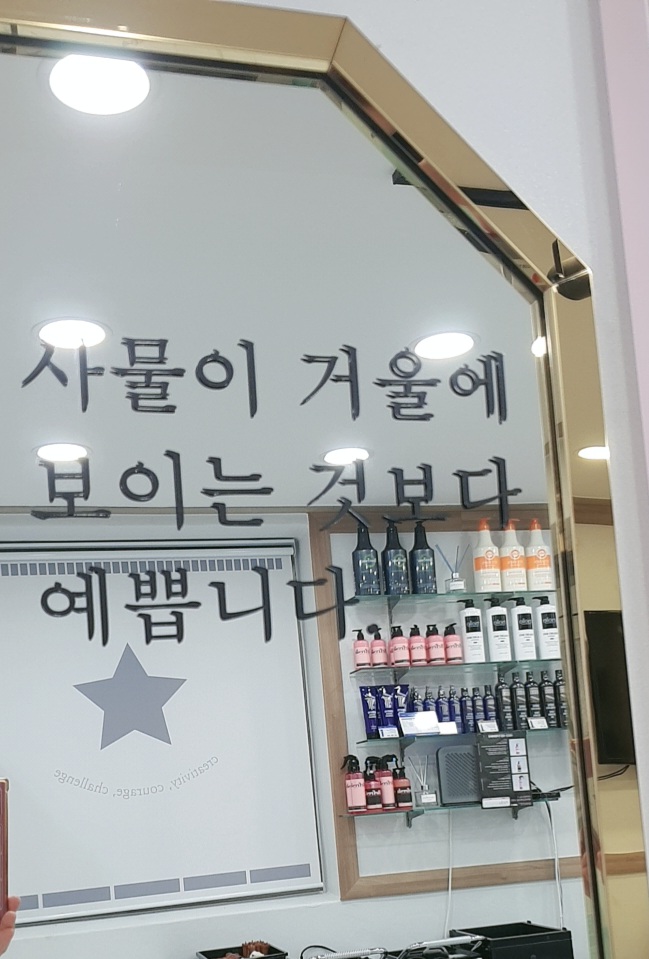 사물이 거울에
보이는 것보다
예쁩니다
creativity, courage, challenge